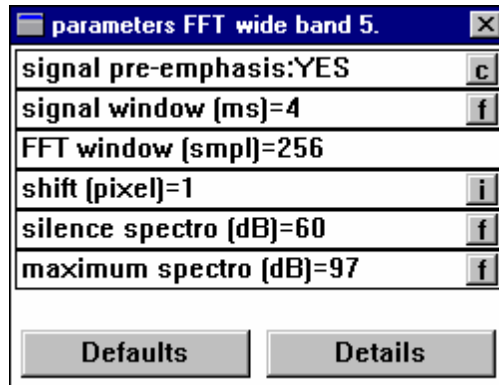 parameters FFT wide band 5.
signal pre-emphasis:YES c
signal window (ms)=4 f
FFT window (smpl)=256
shift (pixel)=1 i
silence spectro (dB)=60 f
maximum spectro (dB)=97 f
Defaults Details